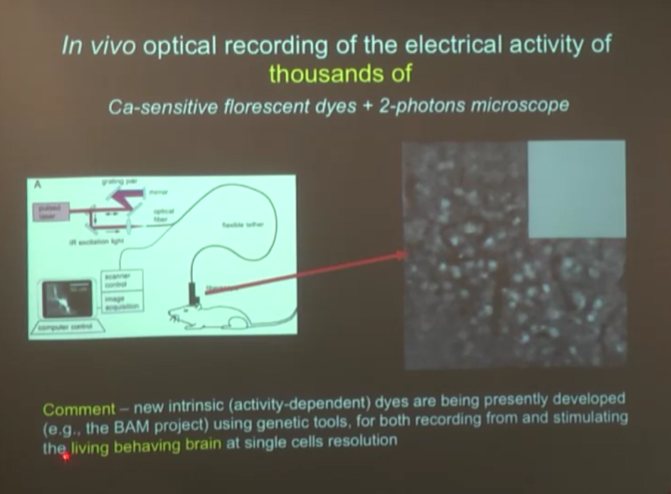 In vivo optical recording of the electrical activity of
thousands of
Ca-sensitive florescent dyes + 2-photons microscope
A
grating pair
mirror
pulsed
laser
optical
fiber
flexible tether
IR excitation light
scanner
control
image
acquisition
computer control
Comment – new intrinsic (activity-dependent) dyes are being presently developed
(e.g., the BAM project) using genetic tools, for both recording from and stimulating
the living behaving brain at single cells resolution